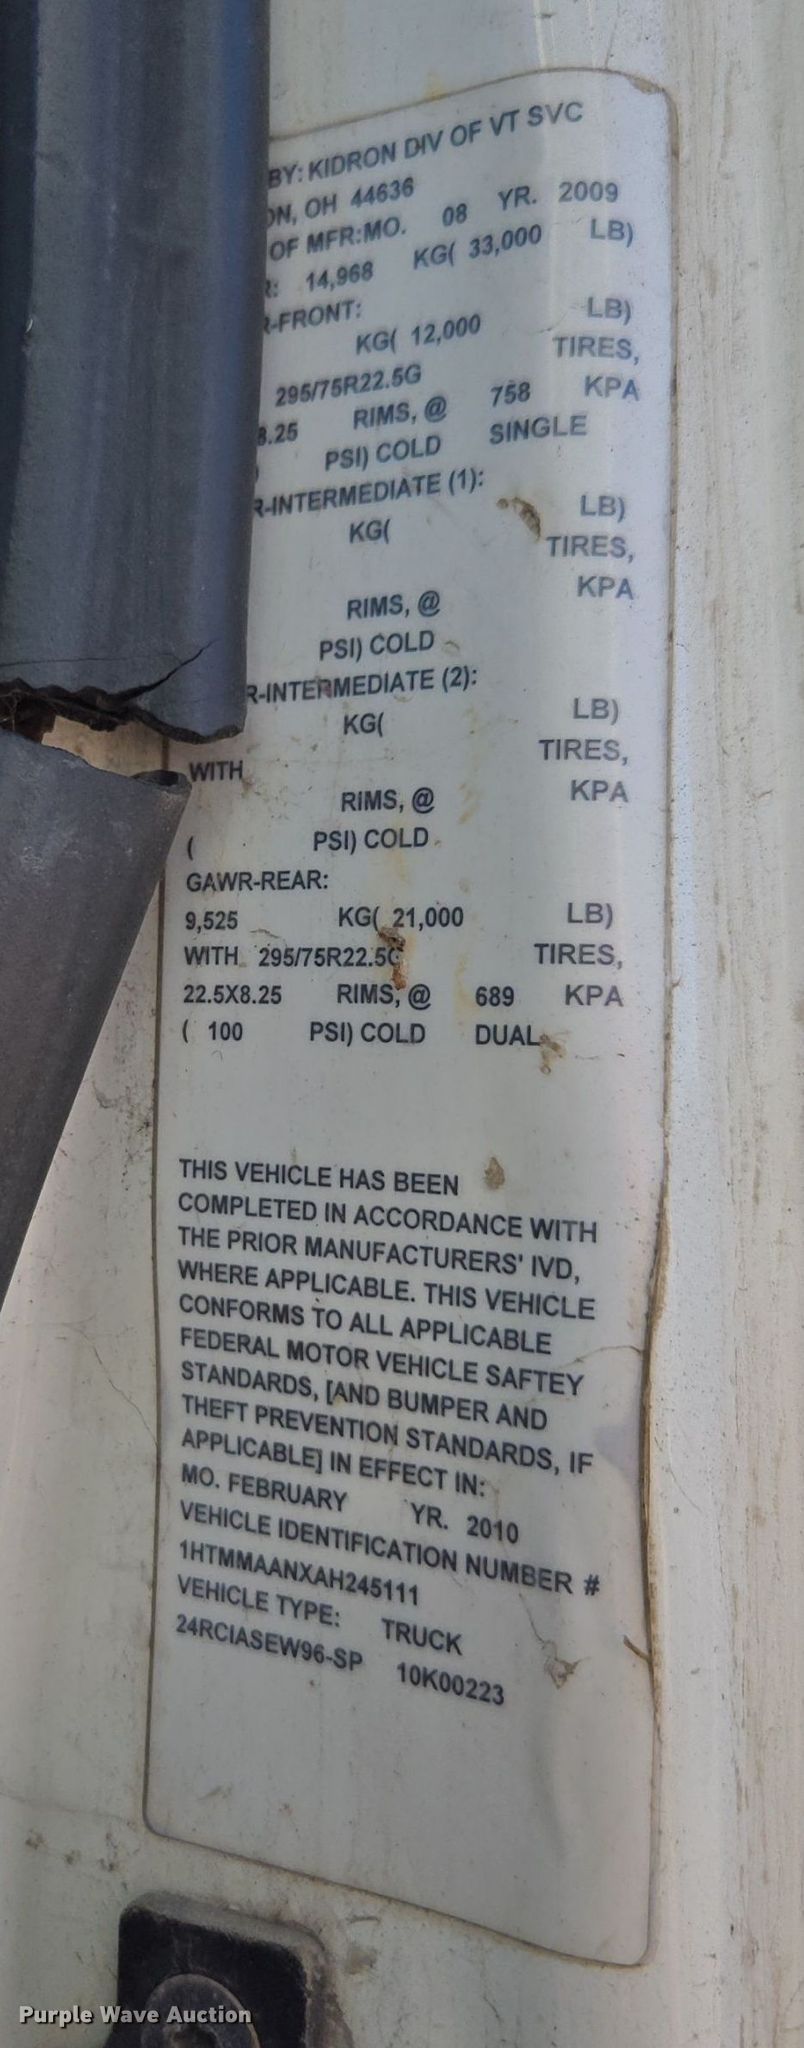 BY: KIDRON DIV OF VT SVC
ON, OH 44636
OF MFR:MO. 08 YR. 2009
R: 14,968 KG( 33,000 LB)
R-FRONT:
KG( 12,000 LB)
295/75R22.5G TIRES,
8.25 RIMS, @ 758 KPA
) PSI) COLD SINGLE
R-INTERMEDIATE (1):
KG( LB)
TIRES,
RIMS, @ KPA
PSI) COLD
R-INTERMEDIATE (2):
KG( LB)
WITH TIRES,
RIMS, @ KPA
( PSI) COLD
GAWR-REAR:
9,525 KG( 21,000 LB)
WITH 295/75R22.5G TIRES,
22.5X8.25 RIMS, @ 689 KPA
( 100 PSI) COLD DUAL
THIS VEHICLE HAS BEEN
COMPLETED IN ACCORDANCE WITH
THE PRIOR MANUFACTURERS' IVD,
WHERE APPLICABLE. THIS VEHICLE
CONFORMS TO ALL APPLICABLE
FEDERAL MOTOR VEHICLE SAFTEY
STANDARDS, [AND BUMPER AND
THEFT PREVENTION STANDARDS, IF
APPLICABLE] IN EFFECT IN:
MO. FEBRUARY YR. 2010
VEHICLE IDENTIFICATION NUMBER #
1HTMMAANXAH245111
VEHICLE TYPE: TRUCK
24RCIASEW96-SP 10K00223
Purple Wave Auction